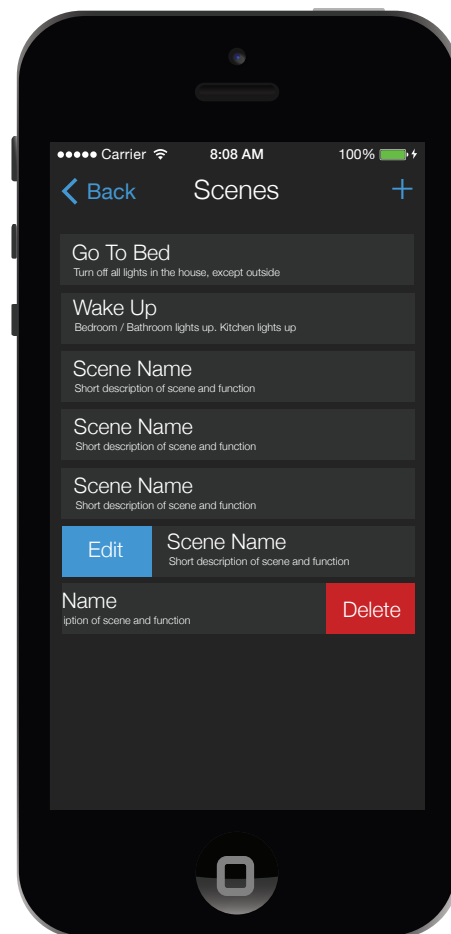 Carrier 8:08 AM 100%
Back Scenes +
Go To Bed
Turn off all lights in the house, except outside
Wake Up
Bedroom / Bathroom lights up. Kitchen lights up
Scene Name
Short description of scene and function
Scene Name
Short description of scene and function
Scene Name
Short description of scene and function
Edit Scene Name
Short description of scene and function
Name
iption of scene and function
Delete